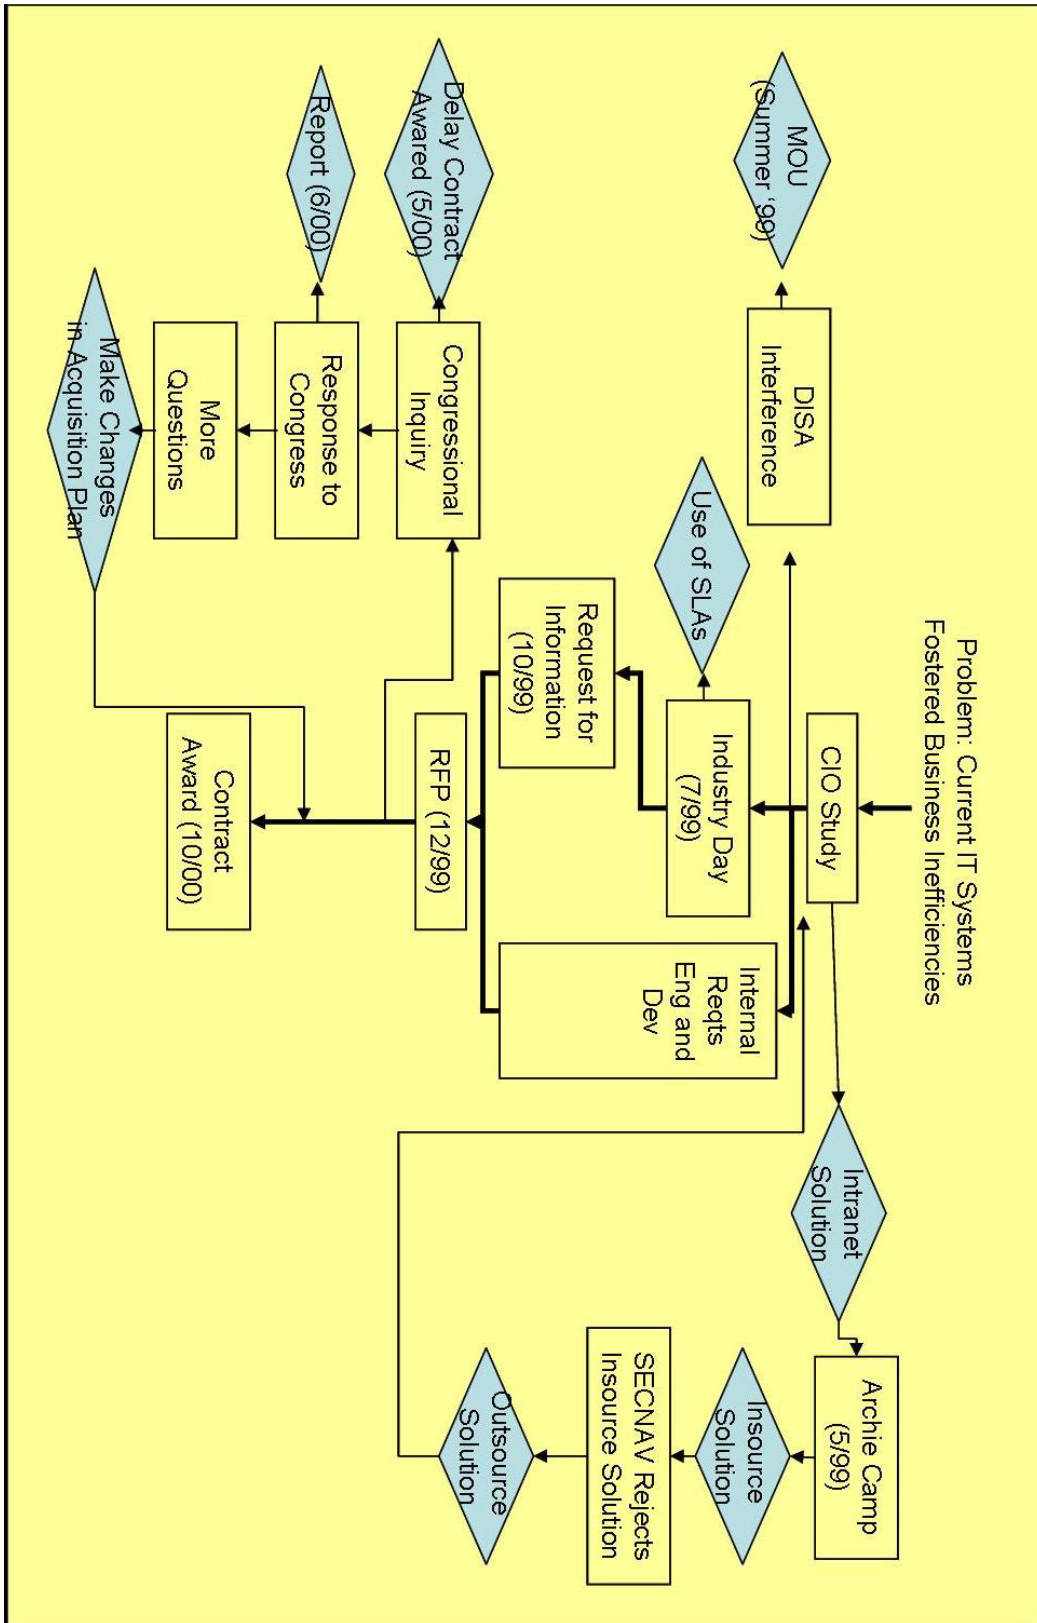 Problem: Current IT Systems
Fostered Business Inefficiencies
MOU
(Summer '99)
DISA
Interference
CIO Study
Intranet
Solution
Archie Camp
(5/99)
Use of SLAs
Industry Day
(7/99)
Internal
Reqts
Eng and
Dev
Insource
Solution
SECNAV Rejects
Insource Solution
Request for
Information
(10/99)
Outsource
Solution
Delay Contract
Awared (5/00)
Congressional
Inquiry
RFP (12/99)
Report (6/00)
Response to
Congress
More
Questions
Contract
Award (10/00)
Make Changes
in Acquisition Plan